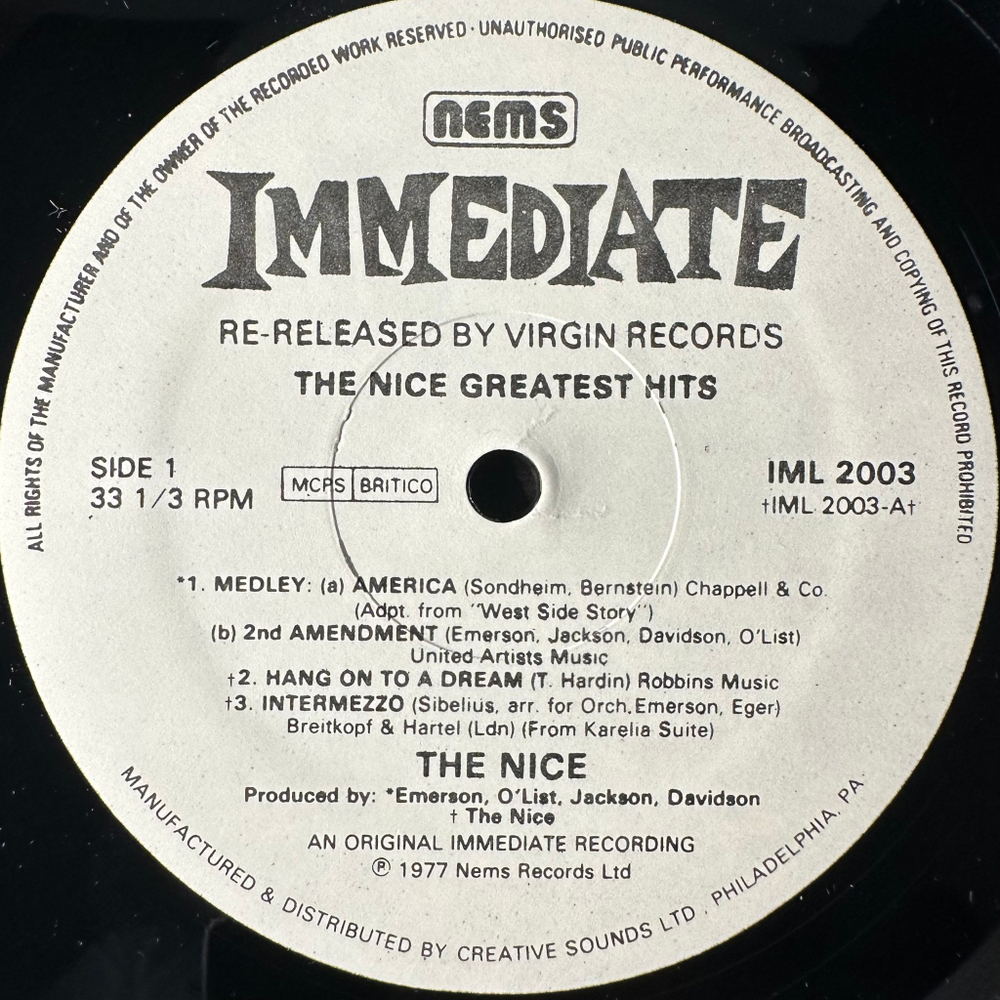 ALL RIGHTS OF THE MANUFACTURER AND OF THE OWNER OF THE RECORDED WORK RESERVED · UNAUTHORISED PUBLIC PERFORMANCE BROADCASTING AND COPYING OF THIS RECORD PROHIBITED
nems
IMMEDIATE
RE-RELEASED BY VIRGIN RECORDS
THE NICE GREATEST HITS
SIDE 1
33 1/3 RPM
MCPS BRITICO
IML 2003
†IML 2003-A†
*1. MEDLEY: (a) AMERICA (Sondheim, Bernstein) Chappell & Co.
(Adpt. from "West Side Story")
(b) 2nd AMENDMENT (Emerson, Jackson, Davidson, O'List)
United Artists Music
†2. HANG ON TO A DREAM (T. Hardin) Robbins Music
†3. INTERMEZZO (Sibelius, arr. for Orch. Emerson, Eger)
Breitkopf & Hartel (Ldn) (From Karelia Suite)
THE NICE
Produced by: *Emerson, O'List, Jackson, Davidson
† The Nice
AN ORIGINAL IMMEDIATE RECORDING
Ⓟ 1977 Nems Records Ltd
MANUFACTURED & DISTRIBUTED BY CREATIVE SOUNDS LTD . PHILADELPHIA, PA.